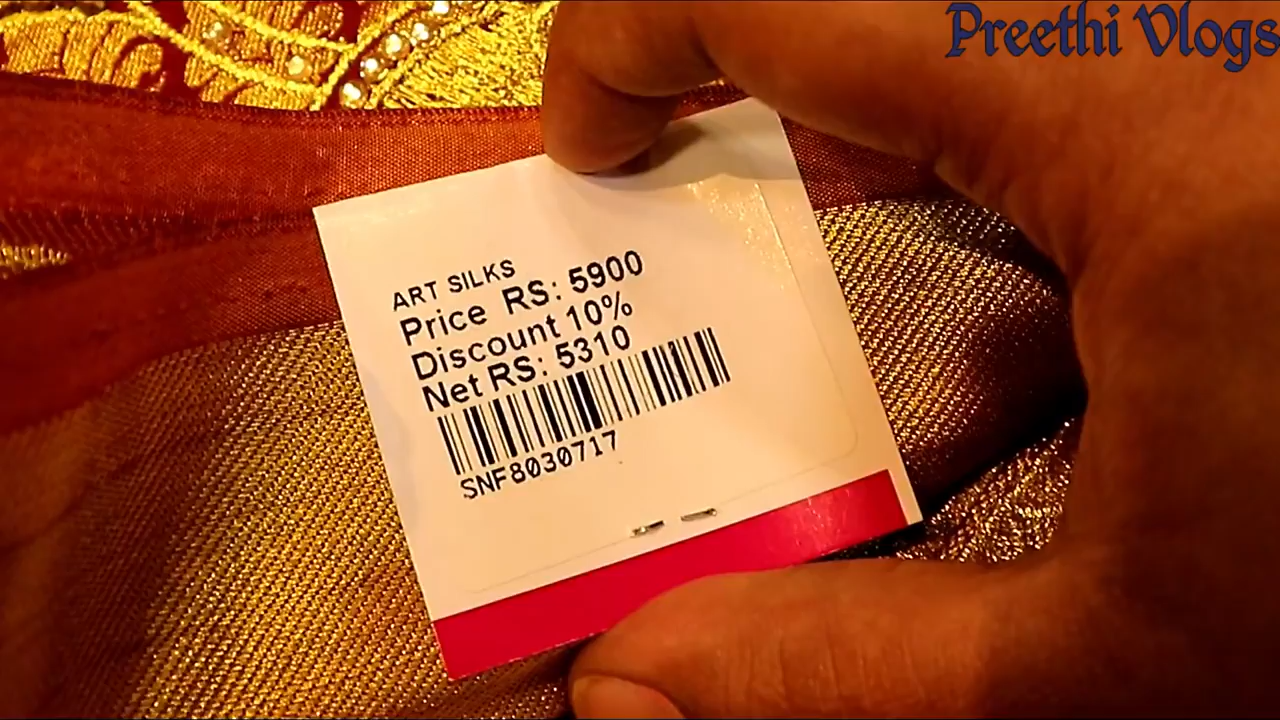 Preethi Vlogs
ART SILKS
Price RS: 5900
Discount 10%
Net RS: 5310
SNF8030717